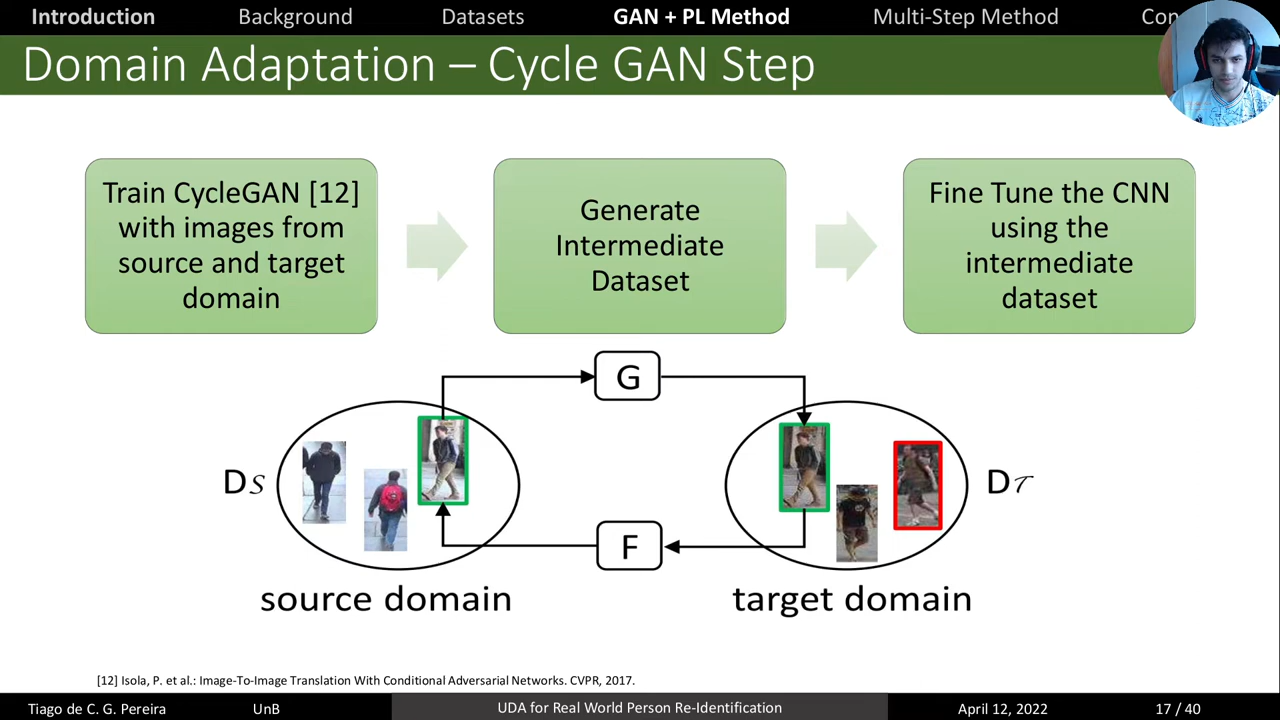 Introduction Background Datasets GAN + PL Method Multi-Step Method Con
Domain Adaptation – Cycle GAN Step
Train CycleGAN [12]
with images from
source and target
domain
Generate
Intermediate
Dataset
Fine Tune the CNN
using the
intermediate
dataset
G
D𝒮
D𝒯
F
source domain
target domain
[12] Isola, P. et al.: Image-To-Image Translation With Conditional Adversarial Networks. CVPR, 2017.
Tiago de C. G. Pereira UnB UDA for Real World Person Re-Identification April 12, 2022 17 / 40